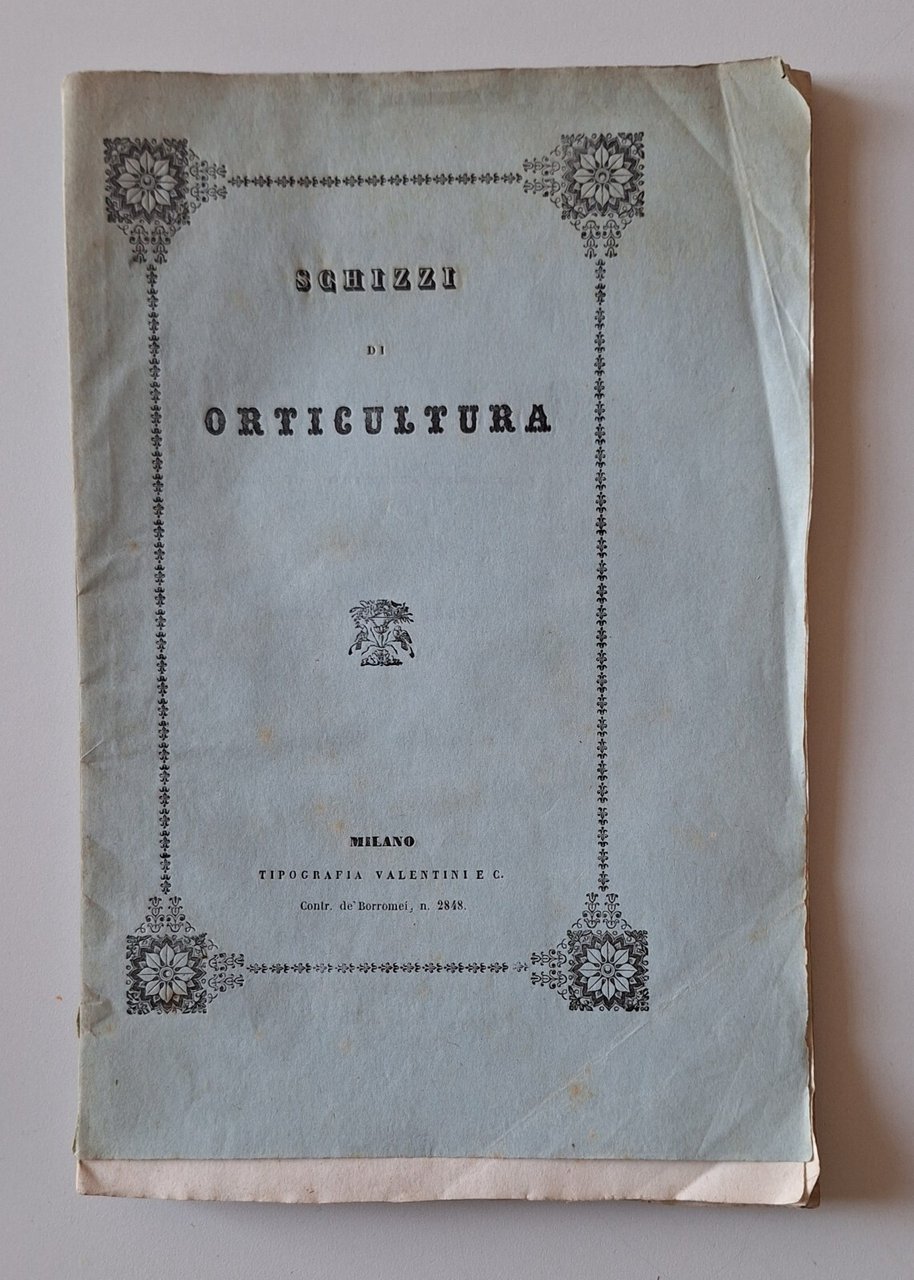 SCHIZZI
DI
ORTICULTURA
MILANO
TIPOGRAFIA VALENTINI E C.
Contr. de' Borromei, n. 2848.